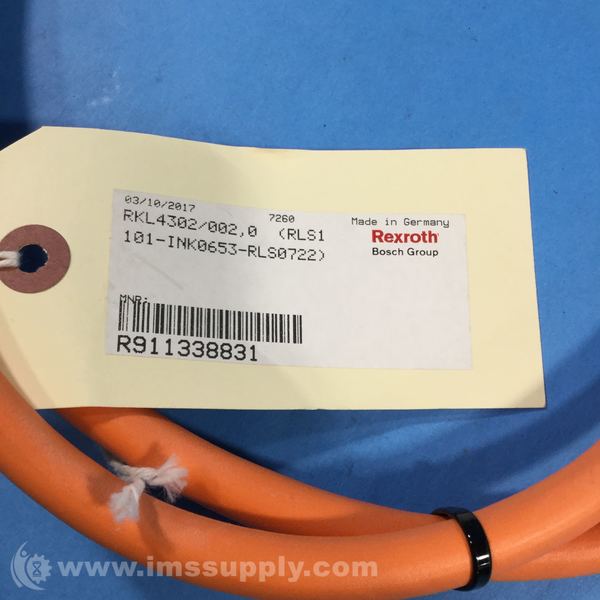 03/10/2017 7260 Made in Germany
RKL4302/002,0 (RLS1
101-INK0653-RLS0722)
Rexroth
Bosch Group
MNR:
R911338831
www.imssupply.com